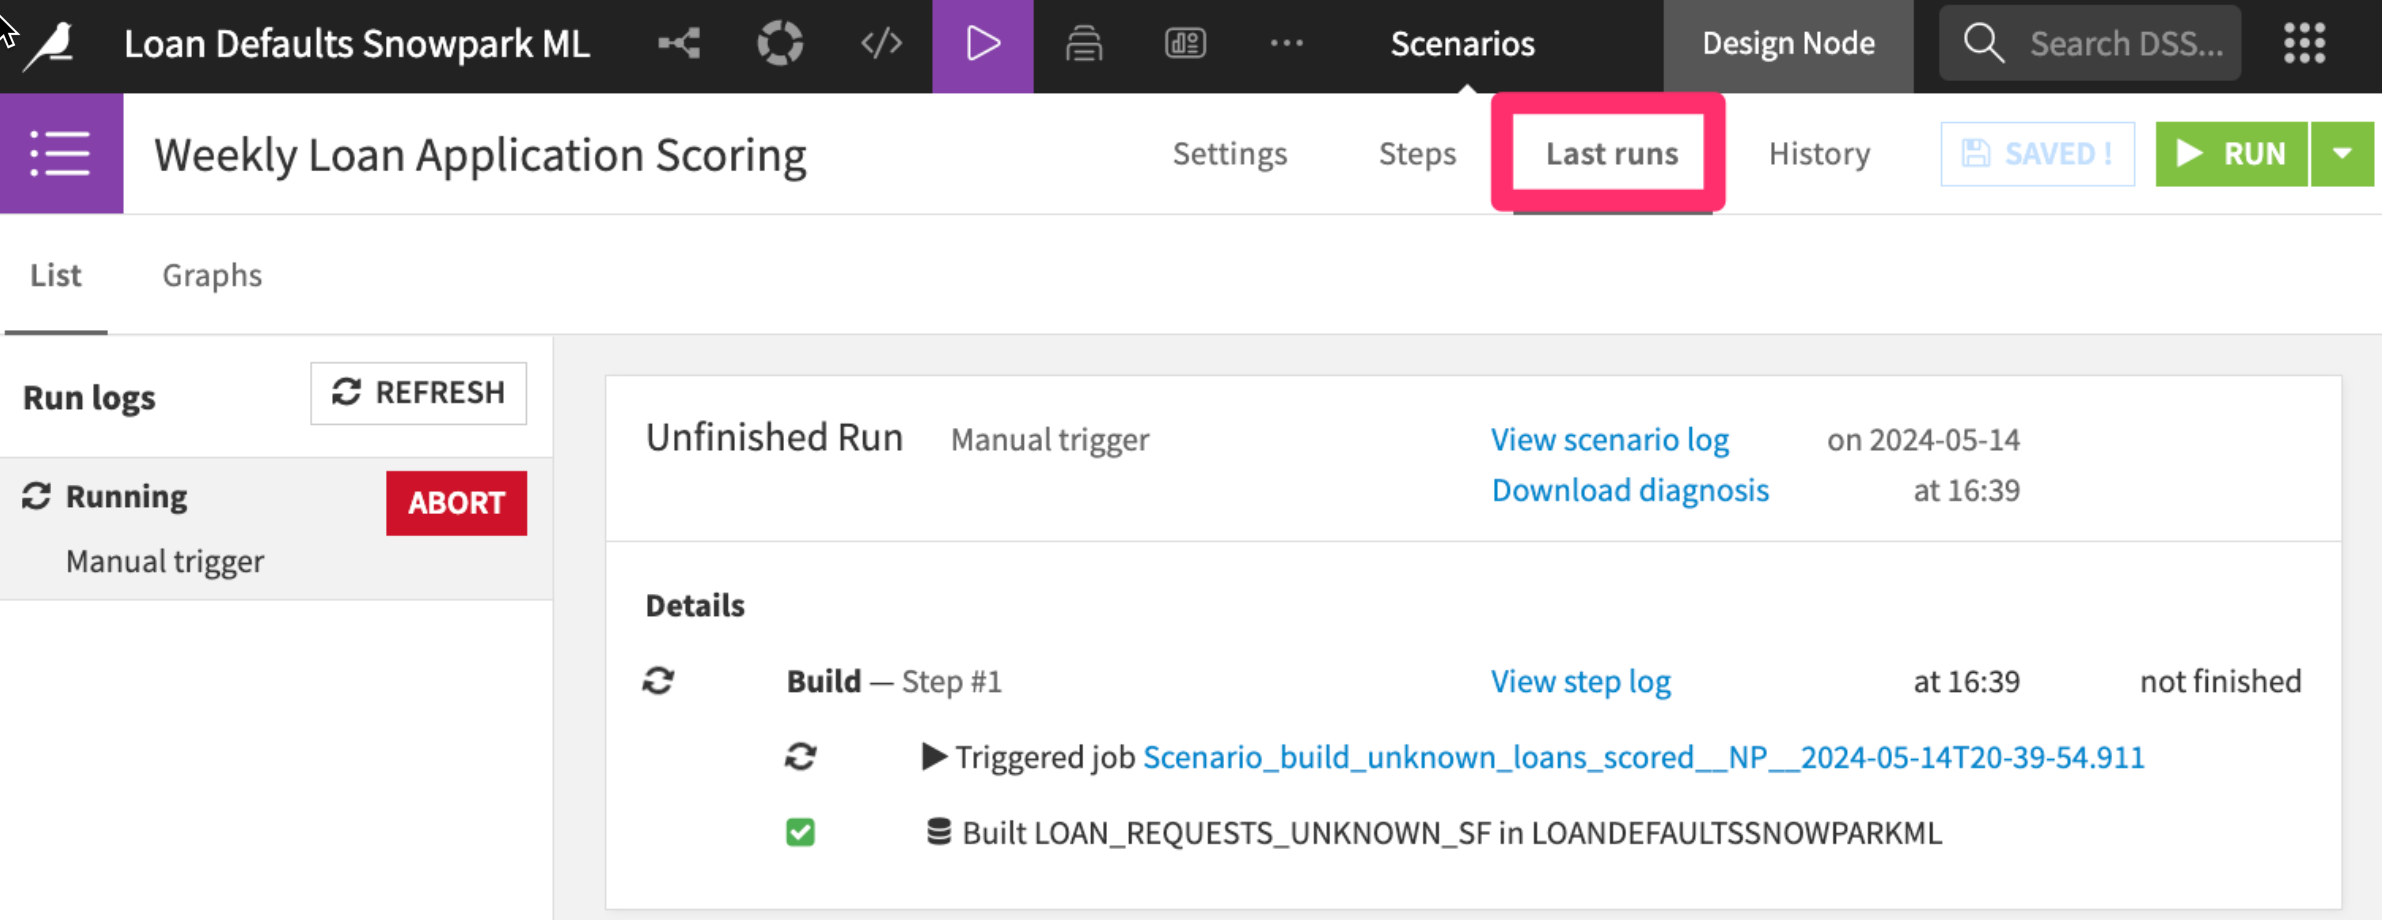 Loan Defaults Snowpark ML
Scenarios
Design Node
Search DSS...
Weekly Loan Application Scoring
Settings
Steps
Last runs
History
SAVED !
RUN
List
Graphs
Run logs
REFRESH
Running
ABORT
Manual trigger
Unfinished Run Manual trigger View scenario log on 2024-05-14
Download diagnosis at 16:39
Details
Build — Step #1 View step log at 16:39 not finished
Triggered job Scenario_build_unknown_loans_scored__NP__2024-05-14T20-39-54.911
Built LOAN_REQUESTS_UNKNOWN_SF in LOANDEFAULTSSNOWPARKML